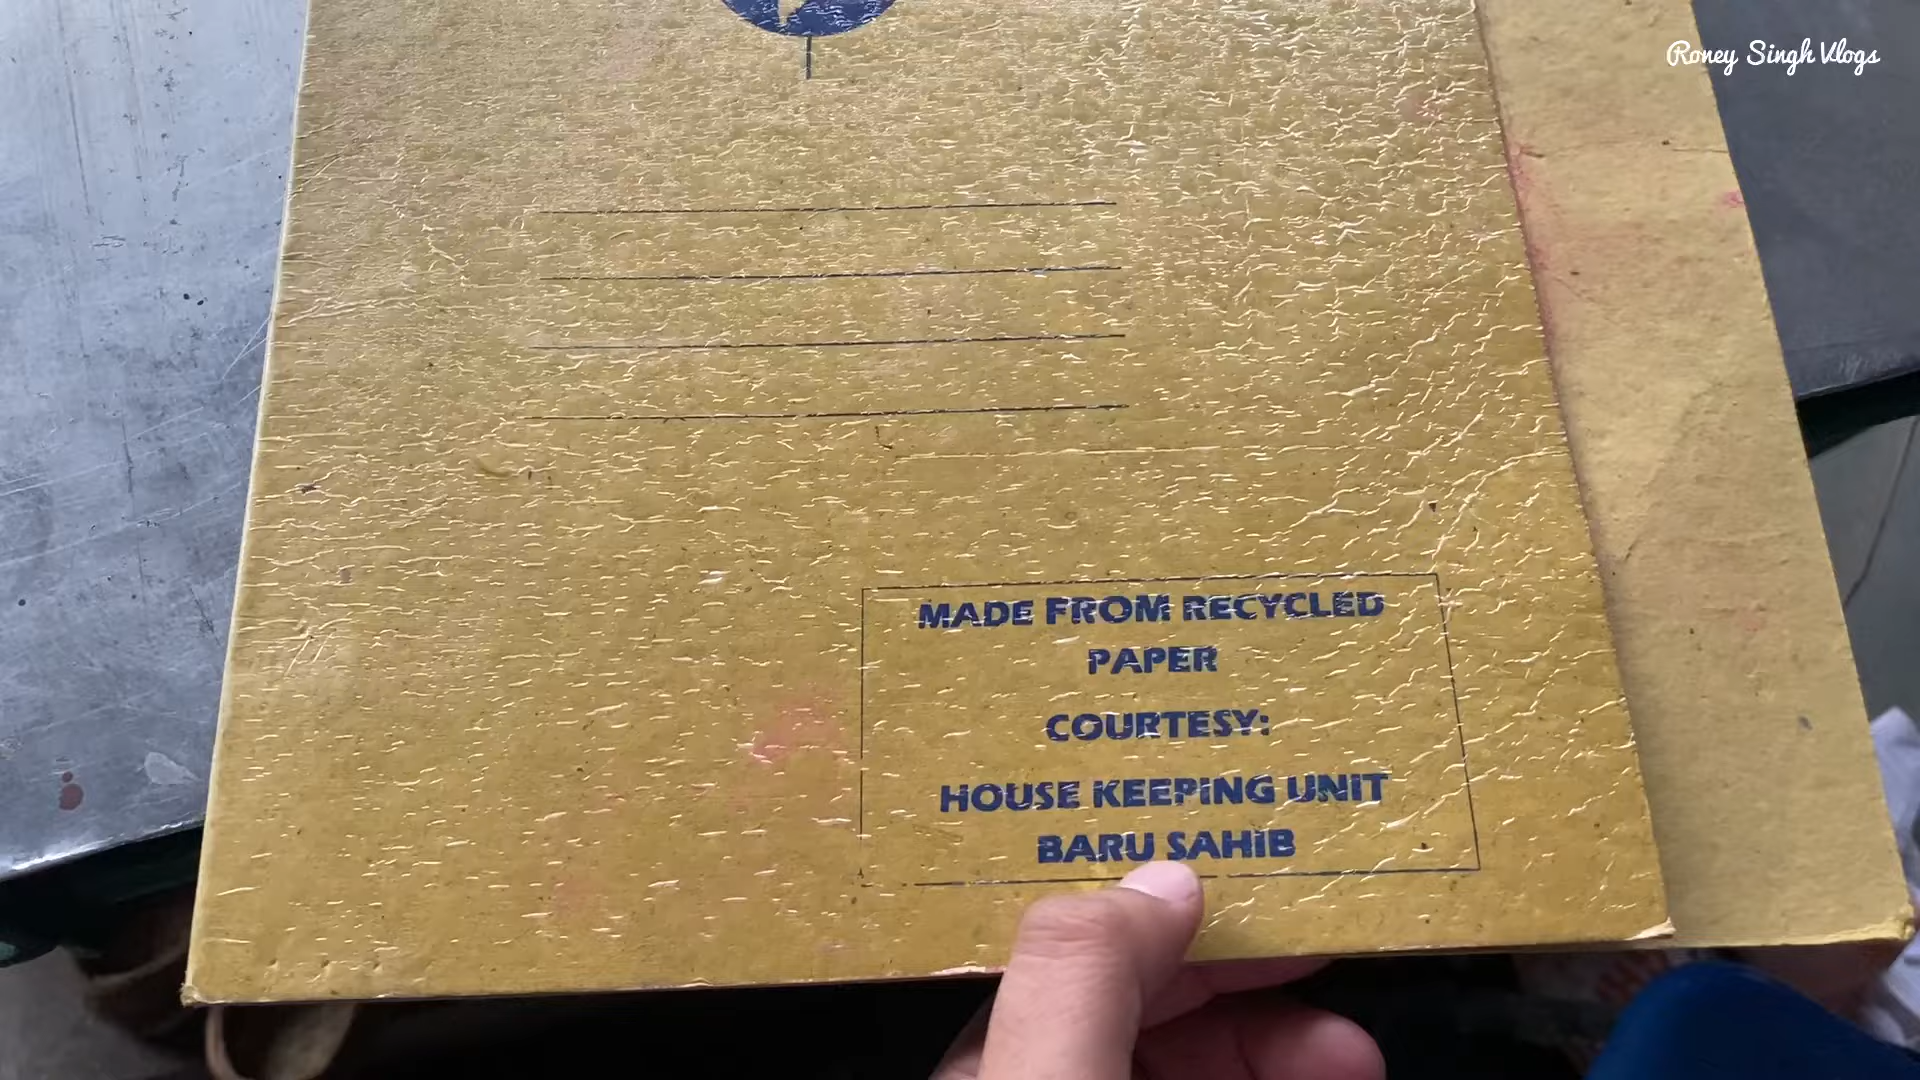 Roney Singh Vlogs
MADE FROM RECYCLED
PAPER
COURTESY:
HOUSE KEEPING UNIT
BARU SAHIB